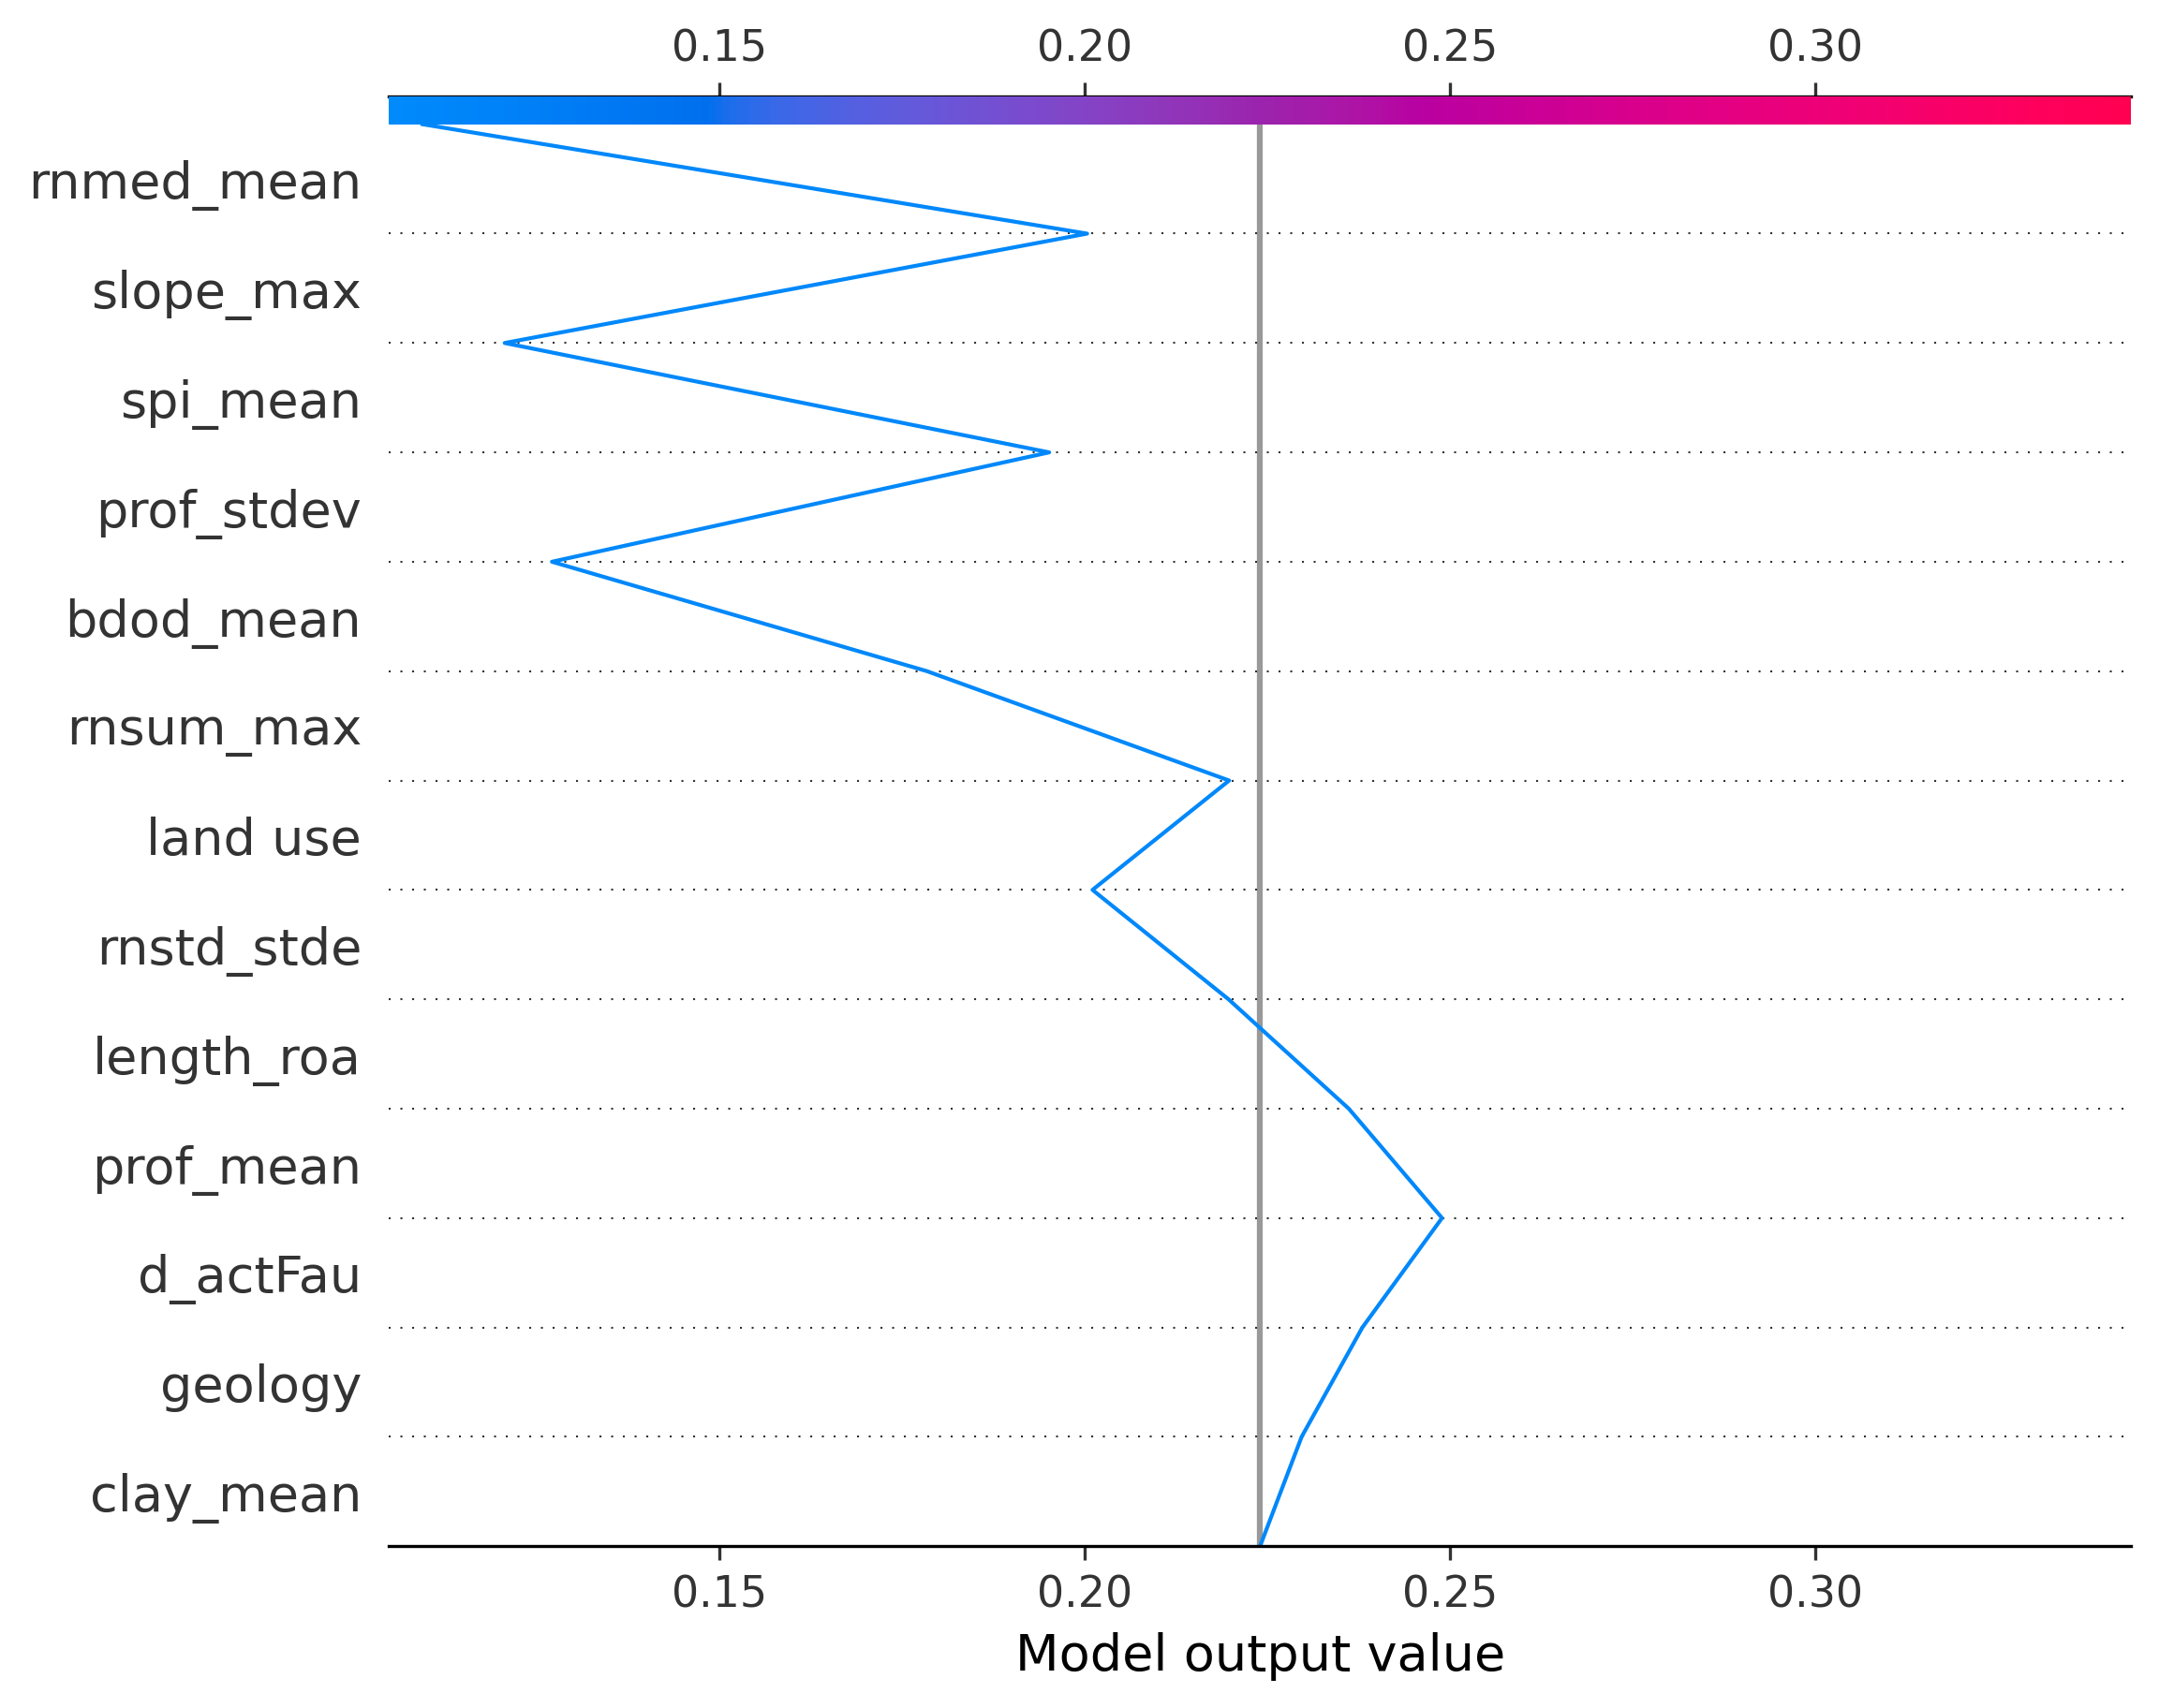 0.15 0.20 0.25 0.30
rnmed_mean
slope_max
spi_mean
prof_stdev
bdod_mean
rnsum_max
land use
rnstd_stde
length_roa
prof_mean
d_actFau
geology
clay_mean
0.15 0.20 0.25 0.30
Model output value